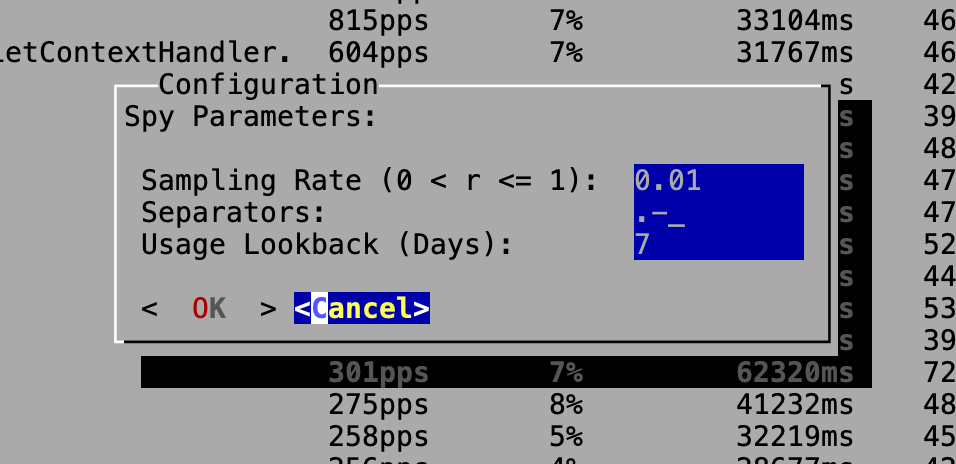 815pps 7% 33104ms 46
letContextHandler. 604pps 7% 31767ms 46
Configuration s 42
Spy Parameters: s 39
s 48
Sampling Rate (0 < r <= 1): 0.01 s 47
Separators: .-_ s 47
Usage Lookback (Days): 7 s 52
s 44
< OK > <Cancel> s 53
s 39
301pps 7% 62320ms 72
275pps 8% 41232ms 48
258pps 5% 32219ms 45